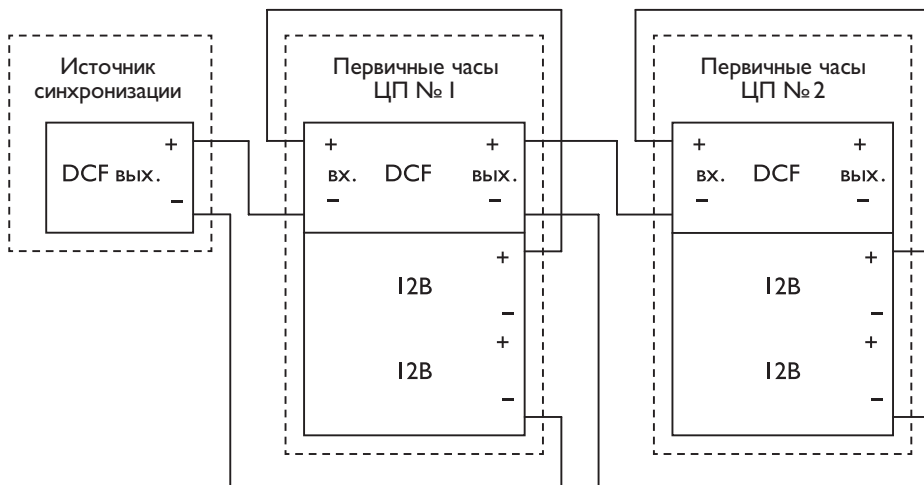 Источник
синхронизации
DCF вых.
+
−
Первичные часы
ЦП № 1
+
вх.
−
DCF
+
вых.
−
+
12В
−
+
12В
−
Первичные часы
ЦП № 2
+
вх.
−
DCF
+
вых.
−
+
12В
−
+
12В
−